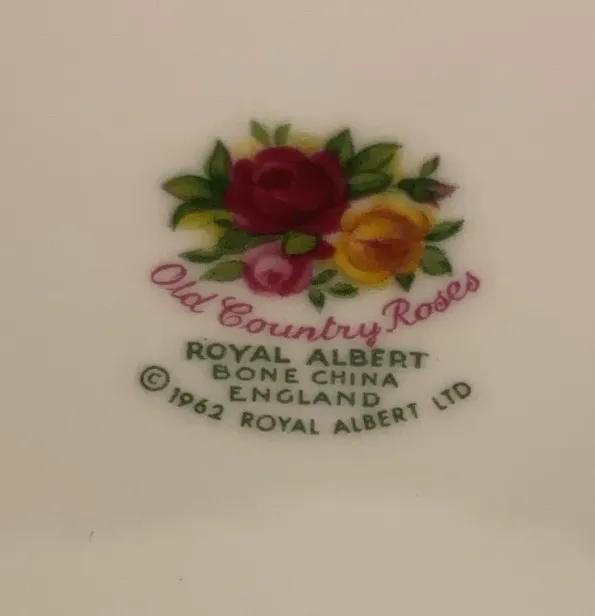 Old Country Roses
ROYAL ALBERT
BONE CHINA
ENGLAND
© 1962 ROYAL ALBERT LTD